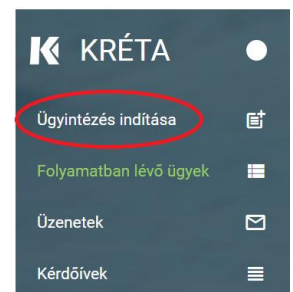 KRÉTA
Ügyintézés indítása
Folyamatban lévő ügyek
Üzenetek
Kérdőívek